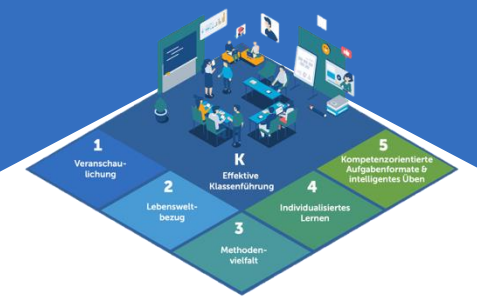 1
Veranschau-
lichung
2
Lebenswelt-
bezug
3
Methoden-
vielfalt
K
Effektive
Klassenführung
4
Individualisiertes
Lernen
5
Kompetenzorientierte
Aufgabenformate &
intelligentes Üben